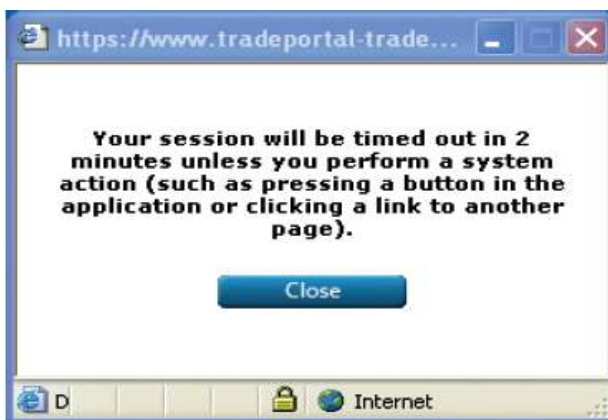 https://www.tradeportal-trade...
Your session will be timed out in 2
minutes unless you perform a system
action (such as pressing a button in the
application or clicking a link to another
page).
Close
D
Internet